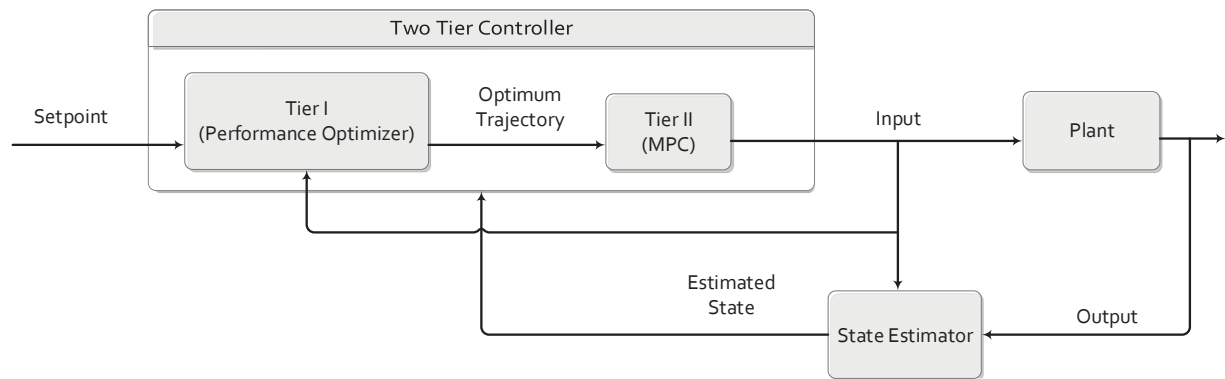 Two Tier Controller
Setpoint
Tier I
(Performance Optimizer)
Optimum
Trajectory
Tier II
(MPC)
Input
Plant
Estimated
State
State Estimator
Output